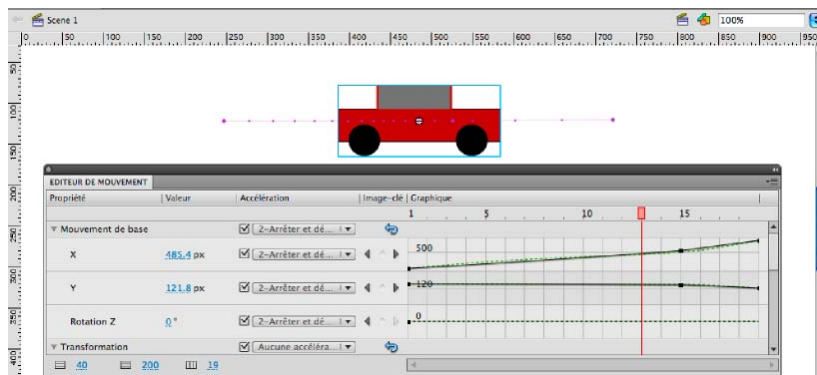 Scene 1 100%
0 50 100 150 200 250 300 350 400 450 500 550 600 650 700 750 800 850 900 950
50
100
150
200
250
300
350
400
EDITEUR DE MOUVEMENT
Propriété Valeur Accélération Image-clé Graphique
1 5 10 15
Mouvement de base 2-Arrêter et dé...
X 485.4 px 2-Arrêter et dé... 500
Y 121.8 px 2-Arrêter et dé... 120
Rotation Z 0 ° 2-Arrêter et dé... 0
Transformation Aucune accéléra...
40 200 19